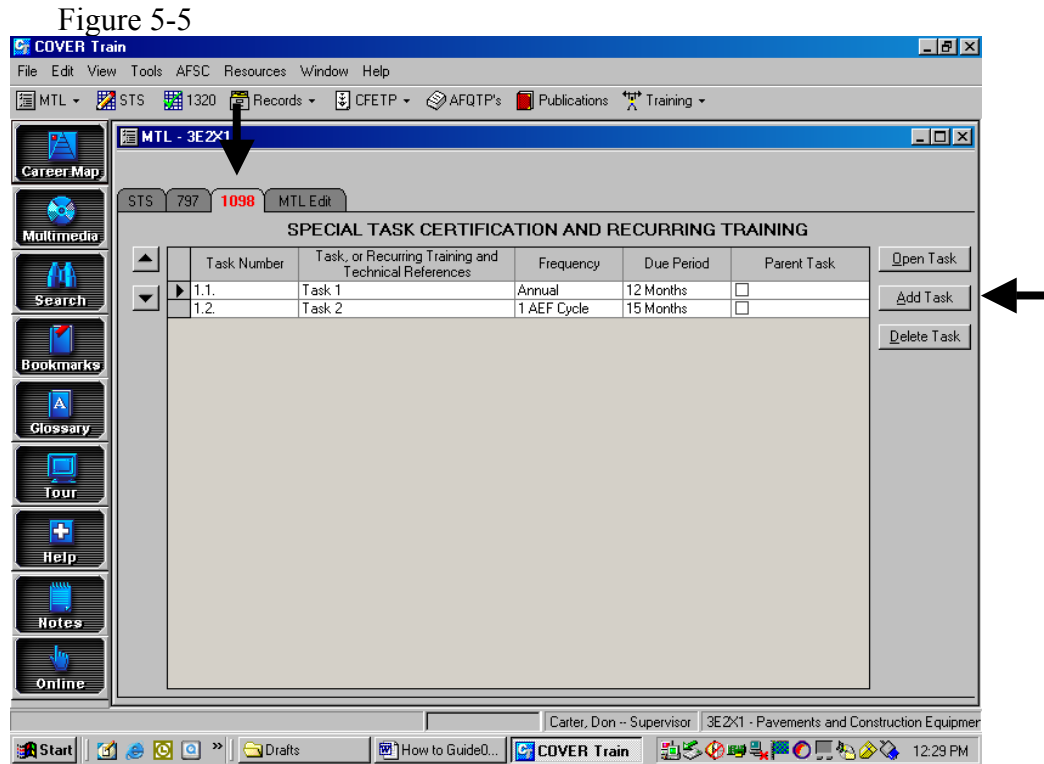 Figure 5-5
COVER Train
File Edit View Tools AFSC Resources Window Help
MTL STS 1320 Records CFETP AFQTP's Publications Training
MTL - 3E2X1
Career Map
STS 797 1098 MTL Edit
Multimedia
SPECIAL TASK CERTIFICATION AND RECURRING TRAINING
Task Number Task, or Recurring Training and Technical References Frequency Due Period Parent Task
Open Task
1.1. Task 1 Annual 12 Months
1.2. Task 2 1 AEF Cycle 15 Months
Add Task
Delete Task
Search
Bookmarks
A
Glossary
Tour
Help
Notes
Online
Carter, Don -- Supervisor 3E2X1 - Pavements and Construction Equipmer
Start » Drafts How to Guide0... COVER Train 12:29 PM